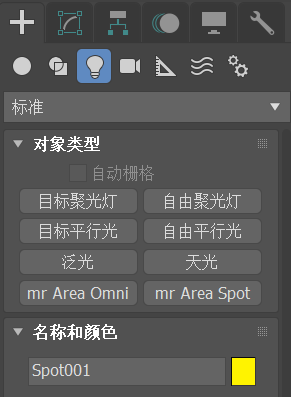 标准
对象类型
自动栅格
目标聚光灯 自由聚光灯
目标平行光 自由平行光
泛光 天光
mr Area Omni mr Area Spot
名称和颜色
Spot001